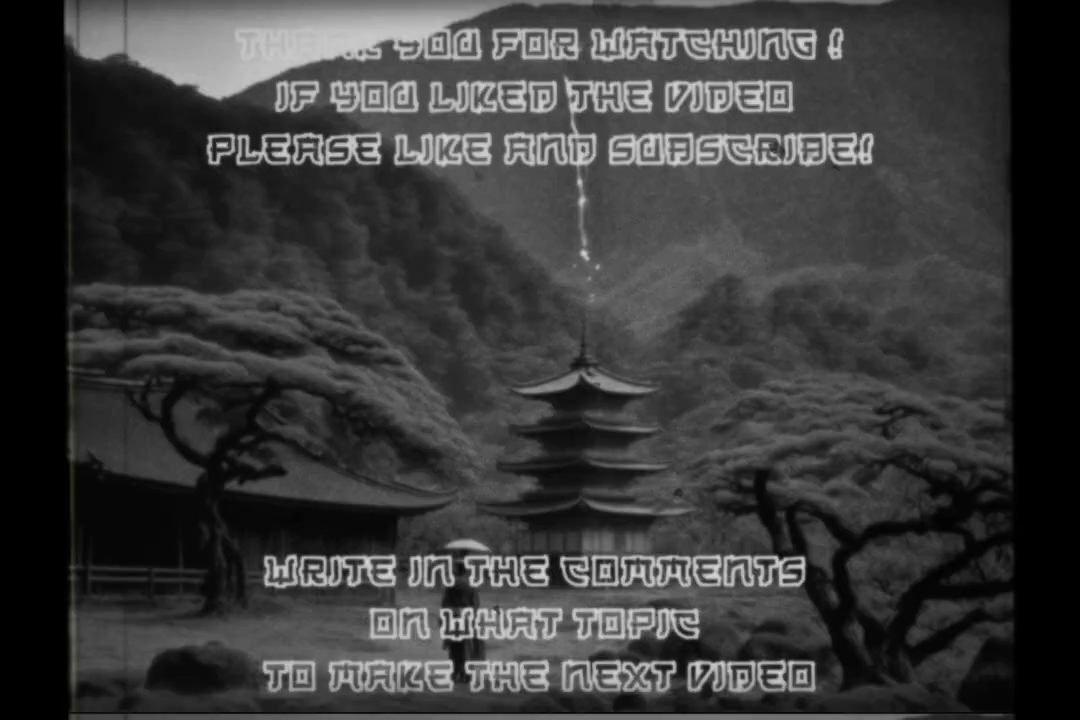 THANK YOU FOR WATCHING !
IF YOU LIKED THE VIDEO
PLEASE LIKE AND SUBSCRIBE!
WRITE IN THE COMMENTS
ON WHAT TOPIC
TO MAKE THE NEXT VIDEO